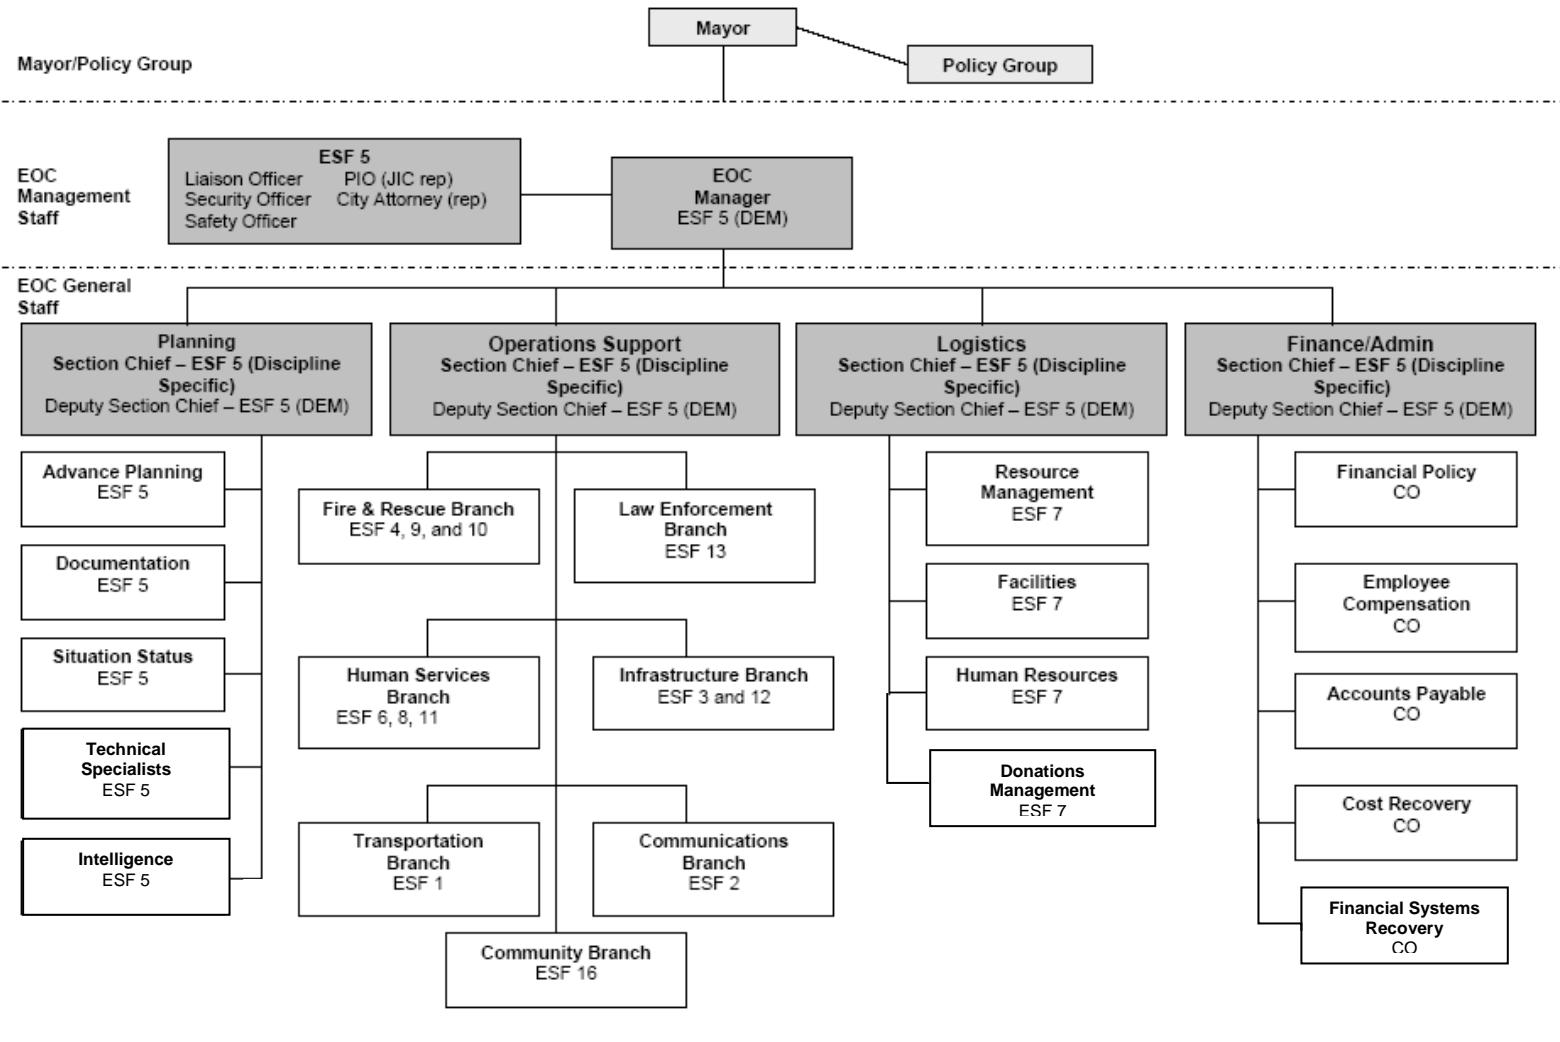 Mayor
Mayor/Policy Group
Policy Group
EOC
Management
Staff
ESF 5
Liaison Officer PIO (JIC rep)
Security Officer City Attorney (rep)
Safety Officer
EOC
Manager
ESF 5 (DEM)
EOC General
Staff
Planning
Section Chief – ESF 5 (Discipline
Specific)
Deputy Section Chief – ESF 5 (DEM)
Operations Support
Section Chief – ESF 5 (Discipline
Specific)
Deputy Section Chief – ESF 5 (DEM)
Logistics
Section Chief – ESF 5 (Discipline
Specific)
Deputy Section Chief – ESF 5 (DEM)
Finance/Admin
Section Chief – ESF 5 (Discipline
Specific)
Deputy Section Chief – ESF 5 (DEM)
Advance Planning
ESF 5
Documentation
ESF 5
Situation Status
ESF 5
Technical
Specialists
ESF 5
Intelligence
ESF 5
Fire & Rescue Branch
ESF 4, 9, and 10
Law Enforcement
Branch
ESF 13
Human Services
Branch
ESF 6, 8, 11
Infrastructure Branch
ESF 3 and 12
Transportation
Branch
ESF 1
Communications
Branch
ESF 2
Community Branch
ESF 16
Resource
Management
ESF 7
Facilities
ESF 7
Human Resources
ESF 7
Donations
Management
ESF 7
Financial Policy
CO
Employee
Compensation
CO
Accounts Payable
CO
Cost Recovery
CO
Financial Systems
Recovery
CO